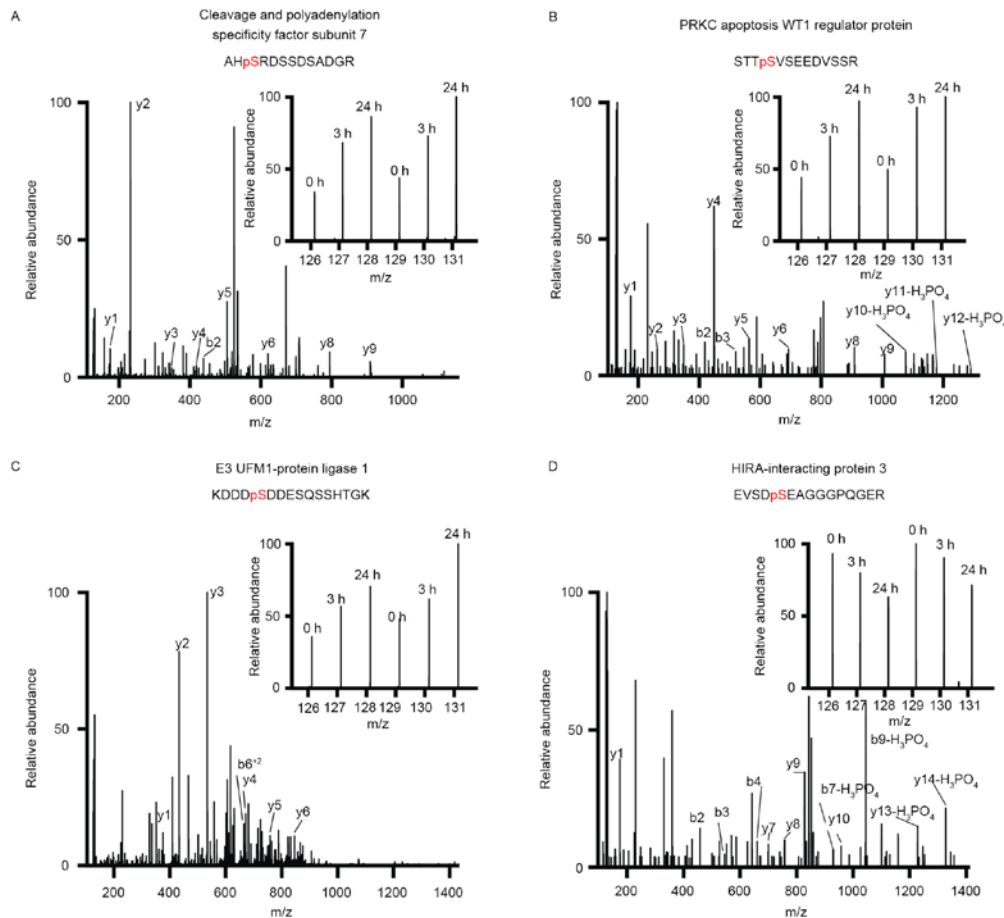 A
Cleavage and polyadenylation
specificity factor subunit 7
AHpSRDSSDSADGR
Relative abundance
100
50
0
y2
y1
y3
y4
b2
y5
y6
y8
y9
200
400
600
800
1000
m/z
Relative abundance
100
50
0
0 h
3 h
24 h
0 h
3 h
24 h
126
127
128
129
130
131
m/z
B
PRKC apoptosis WT1 regulator protein
STTpSVSEEDVSSR
Relative abundance
100
50
0
y1
y2
y3
b2
y4
b3
y5
y6
y8
y9
y10-H3PO4
y11-H3PO4
y12-H3PO4
200
400
600
800
1000
1200
m/z
Relative abundance
100
50
0
0 h
3 h
24 h
0 h
3 h
24 h
126
127
128
129
130
131
m/z
C
E3 UFM1-protein ligase 1
KDDDpSDDESQSSHTGK
Relative abundance
100
50
0
y1
y2
y3
b6+2
y4
y5
y6
200
400
600
800
1000
1200
1400
m/z
Relative abundance
100
50
0
0 h
3 h
24 h
0 h
3 h
24 h
126
127
128
129
130
131
m/z
D
HIRA-interacting protein 3
EVSDpSEAGGGPQGER
Relative abundance
100
50
0
y1
b2
b3
b4
y7
y8
y9
b7-H3PO4
y10
b9-H3PO4
y13-H3PO4
y14-H3PO4
200
400
600
800
1000
1200
1400
m/z
Relative abundance
100
50
0
0 h
3 h
24 h
0 h
3 h
24 h
126
127
128
129
130
131
m/z